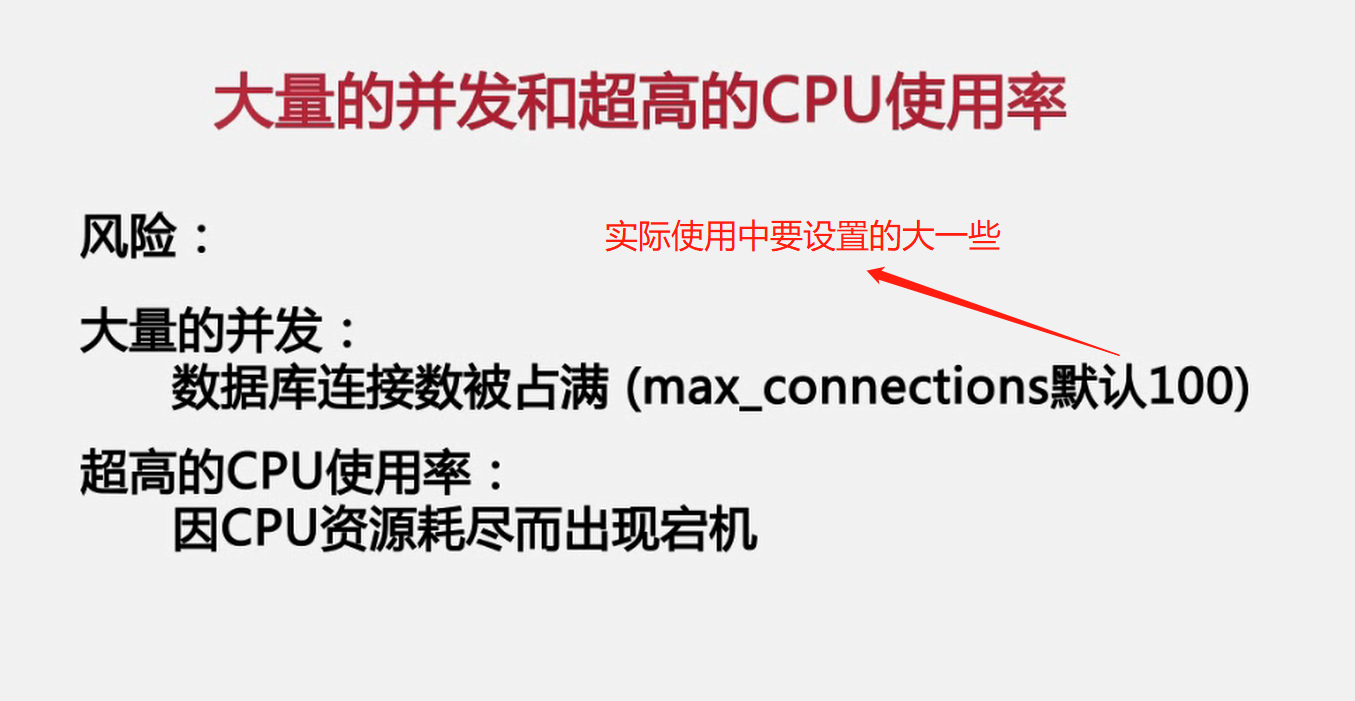 大量的并发和超高的CPU使用率
风险：
实际使用中要设置的大一些
大量的并发：
数据库连接数被占满 (max_connections默认100)
超高的CPU使用率：
因CPU资源耗尽而出现宕机